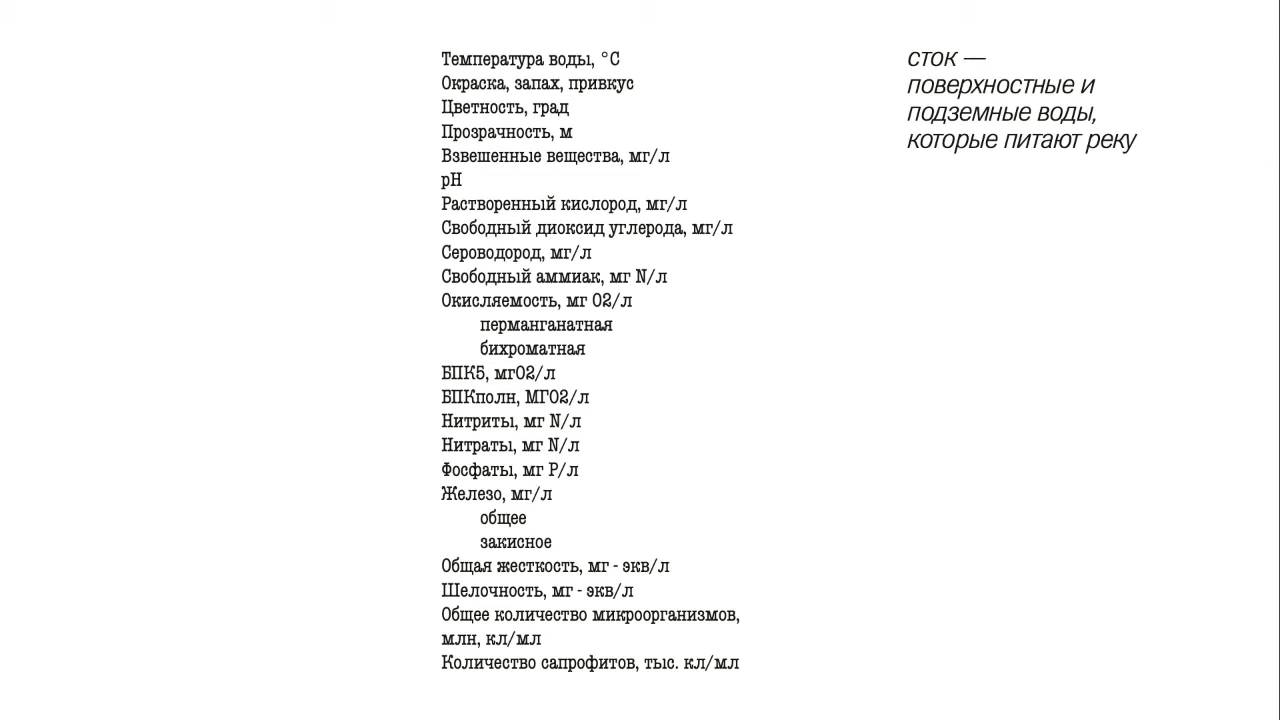 Температура воды, °С
Окраска, запах, привкус
Цветность, град
Прозрачность, м
Взвешенные вещества, мг/л
рН
Растворенный кислород, мг/л
Свободный диоксид углерода, мг/л
Сероводород, мг/л
Свободный аммиак, мг N/л
Окисляемость, мг О2/л
перманганатная
бихроматная
БПК5, мгО2/л
БПКполн, МГО2/л
Нитриты, мг N/л
Нитраты, мг N/л
Фосфаты, мг Р/л
Железо, мг/л
общее
закисное
Общая жесткость, мг - экв/л
Шелочность, мг - экв/л
Общее количество микроорганизмов,
млн, кл/мл
Количество сапрофитов, тыс. кл/мл
сток —
поверхностные и
подземные воды,
которые питают реку